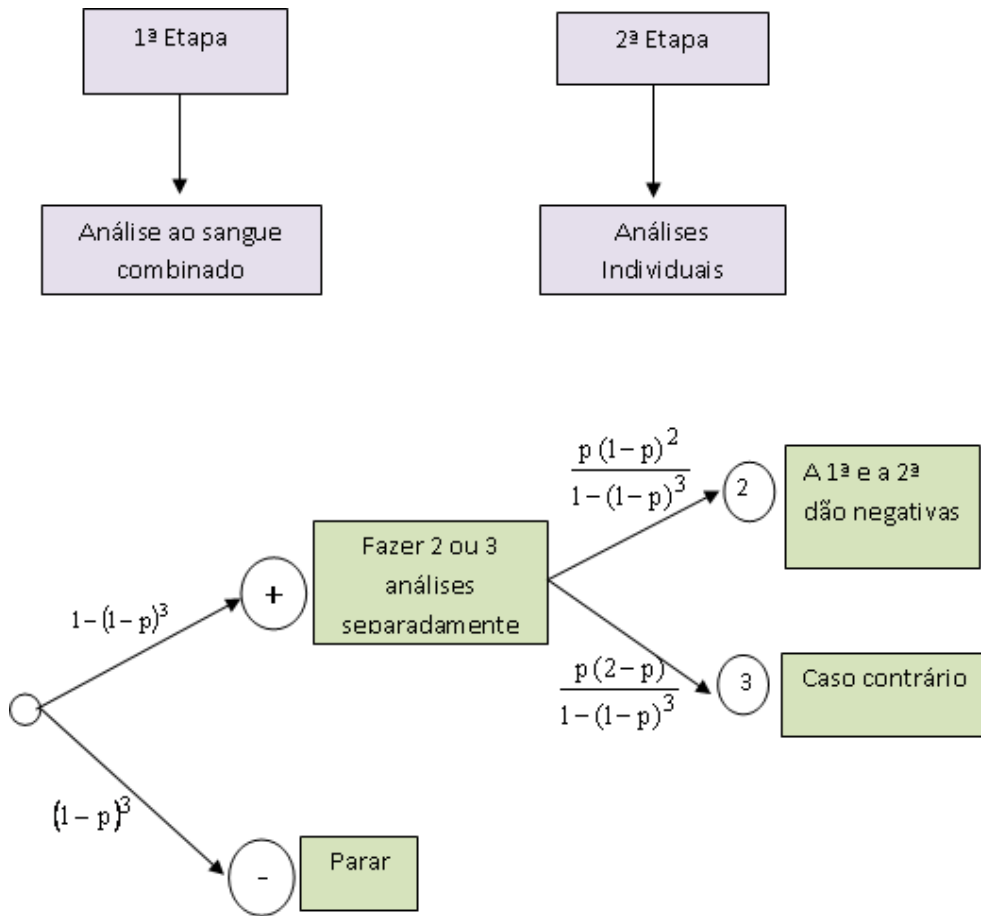 1ª Etapa
2ª Etapa
Análise ao sangue
combinado
Análises
Individuais
p (1 − p)²
1 − (1 − p)³
2
A 1ª e a 2ª
dão negativas
1 − (1 − p)³
+
Fazer 2 ou 3
análises
separadamente
p (2 − p)
1 − (1 − p)³
3
Caso contrário
(1 − p)³
-
Parar